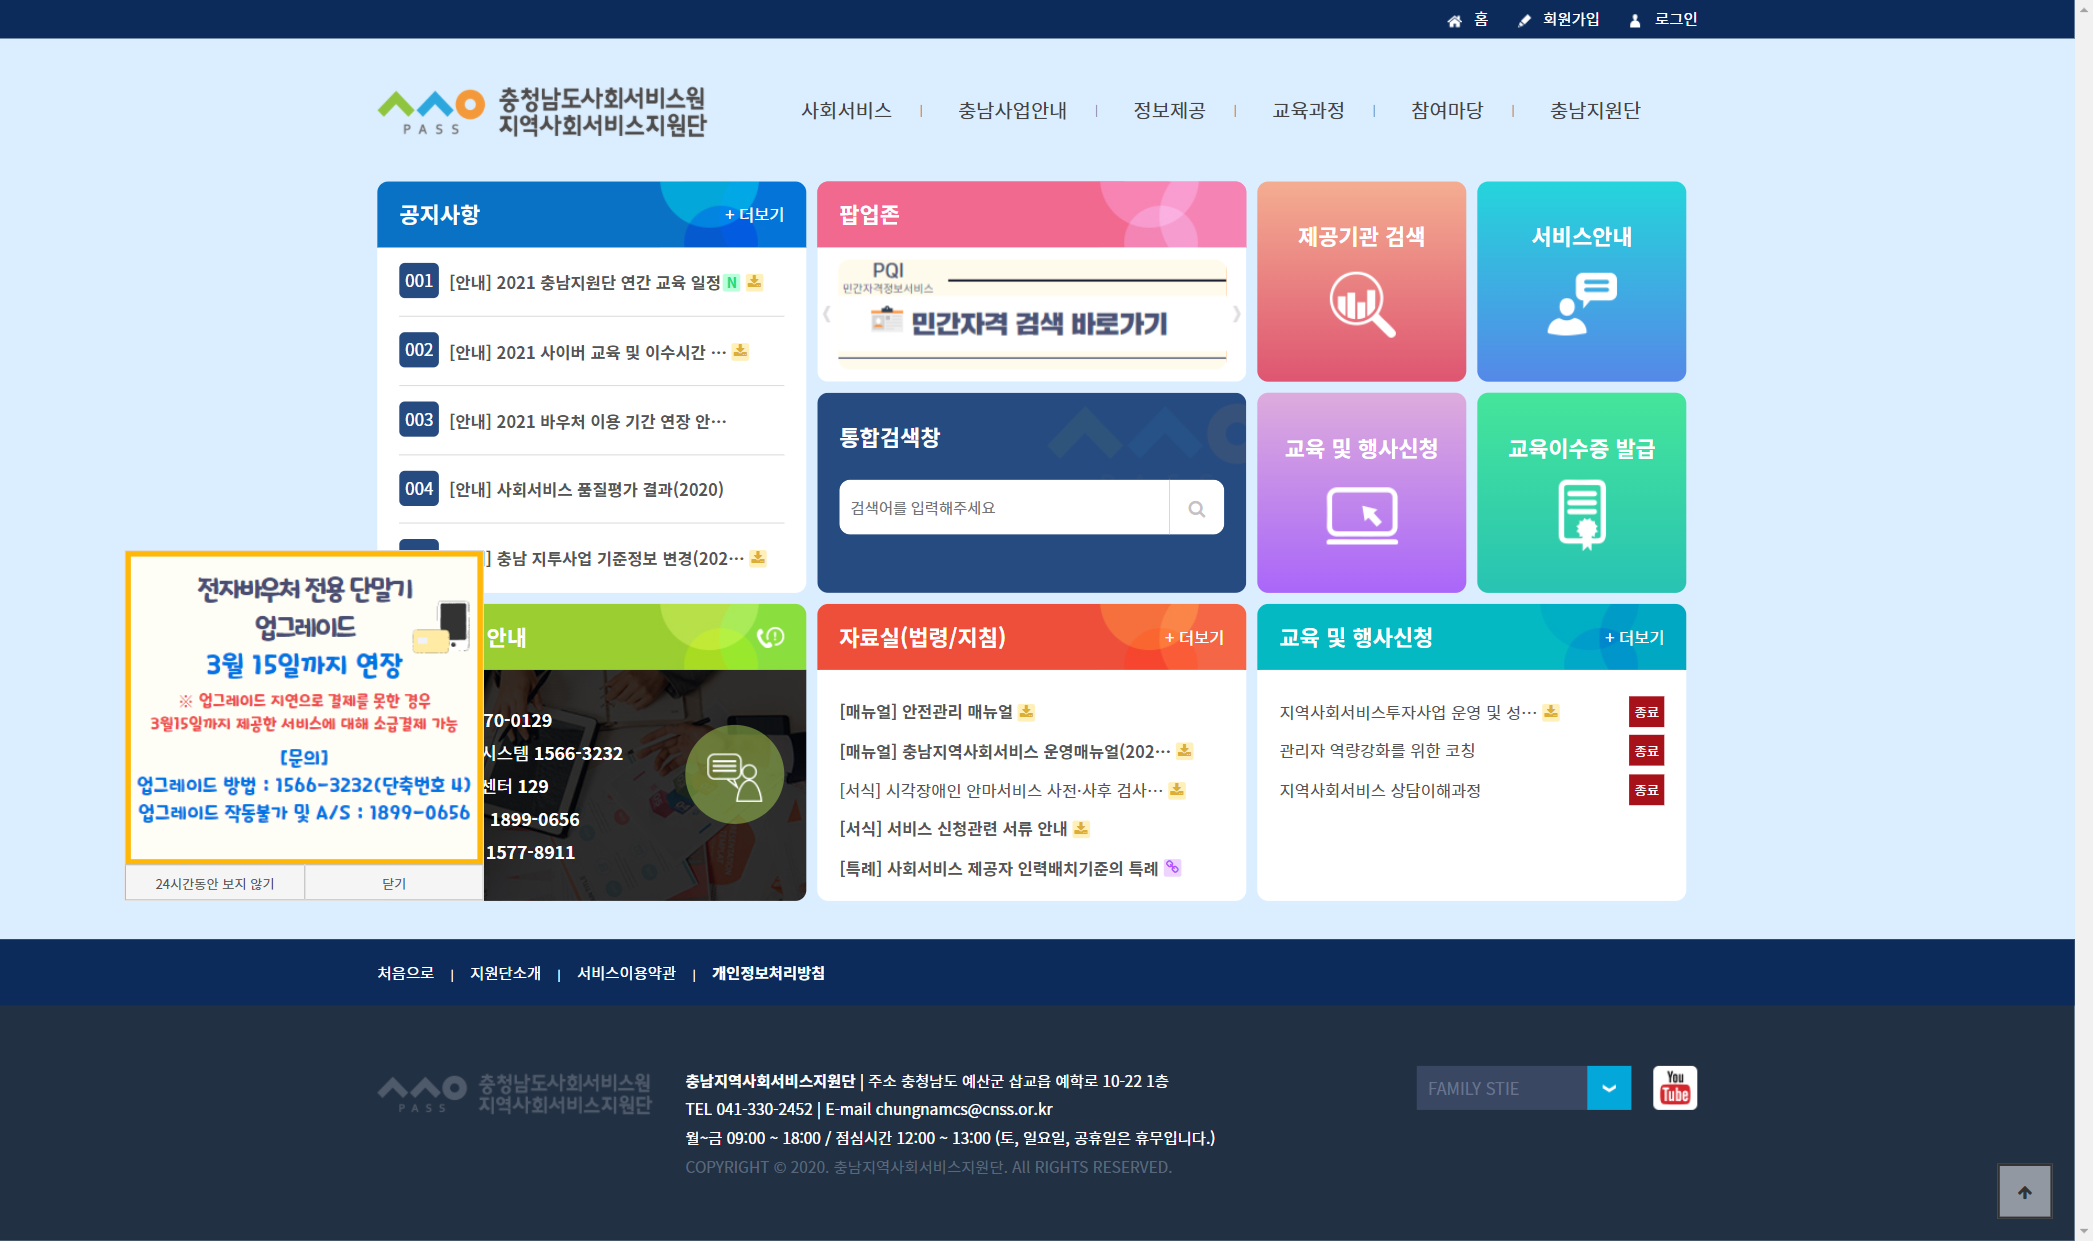 홈
회원가입
로그인
PASS
충청남도사회서비스원
지역사회서비스지원단
사회서비스 | 충남사업안내 | 정보제공 | 교육과정 | 참여마당 | 충남지원단
공지사항
+ 더보기
001 [안내] 2021 충남지원단 연간 교육 일정 N
002 [안내] 2021 사이버 교육 및 이수시간 ···
003 [안내] 2021 바우처 이용 기간 연장 안···
004 [안내] 사회서비스 품질평가 결과(2020)
] 충남 지투사업 기준정보 변경(202···
팝업존
PQI
민간자격정보서비스
민간자격 검색 바로가기
제공기관 검색
서비스안내
통합검색창
검색어를 입력해주세요
교육 및 행사신청
교육이수증 발급
전자바우처 전용 단말기
업그레이드
3월 15일까지 연장
※ 업그레이드 지연으로 결제를 못한 경우
3월15일까지 제공한 서비스에 대해 소급결제 가능
[문의]
업그레이드 방법 : 1566-3232(단축번호 4)
업그레이드 작동불가 및 A/S : 1899-0656
24시간동안 보지 않기
닫기
안내
70-0129
시스템 1566-3232
센터 129
1899-0656
1577-8911
자료실(법령/지침)
+ 더보기
[매뉴얼] 안전관리 매뉴얼
[매뉴얼] 충남지역사회서비스 운영매뉴얼(202···
[서식] 시각장애인 안마서비스 사전·사후 검사···
[서식] 서비스 신청관련 서류 안내
[특례] 사회서비스 제공자 인력배치기준의 특례
교육 및 행사신청
+ 더보기
지역사회서비스투자사업 운영 및 성··· 종료
관리자 역량강화를 위한 코칭 종료
지역사회서비스 상담이해과정 종료
처음으로 | 지원단소개 | 서비스이용약관 | 개인정보처리방침
PASS
충청남도사회서비스원
지역사회서비스지원단
충남지역사회서비스지원단 | 주소 충청남도 예산군 삽교읍 예학로 10-22 1층
TEL 041-330-2452 | E-mail chungnamcs@cnss.or.kr
월~금 09:00 ~ 18:00 / 점심시간 12:00 ~ 13:00 (토, 일요일, 공휴일은 휴무입니다.)
COPYRIGHT © 2020. 충남지역사회서비스지원단. All RIGHTS RESERVED.
FAMILY STIE
You
Tube